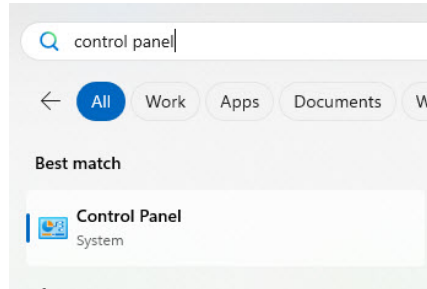 control panel
All Work Apps Documents W
Best match
Control Panel
System